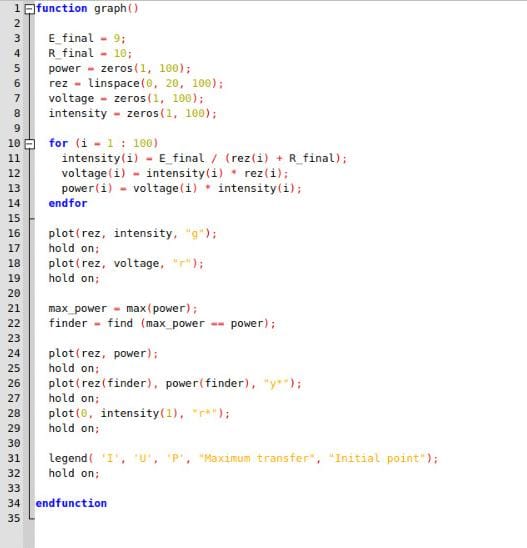 1 function graph()
2
3 E_final = 9;
4 R_final = 10;
5 power = zeros(1, 100);
6 rez = linspace(0, 20, 100);
7 voltage = zeros(1, 100);
8 intensity = zeros(1, 100);
9
10 for (i = 1 : 100)
11 intensity(i) = E_final / (rez(i) + R_final);
12 voltage(i) = intensity(i) * rez(i);
13 power(i) = voltage(i) * intensity(i);
14 endfor
15
16 plot(rez, intensity, "g");
17 hold on;
18 plot(rez, voltage, "r");
19 hold on;
20
21 max_power = max(power);
22 finder = find (max_power == power);
23
24 plot(rez, power);
25 hold on;
26 plot(rez(finder), power(finder), "y*");
27 hold on;
28 plot(0, intensity(1), "r*");
29 hold on;
30
31 legend( 'I', 'U', 'P', "Maximum transfer", "Initial point");
32 hold on;
33
34 endfunction
35